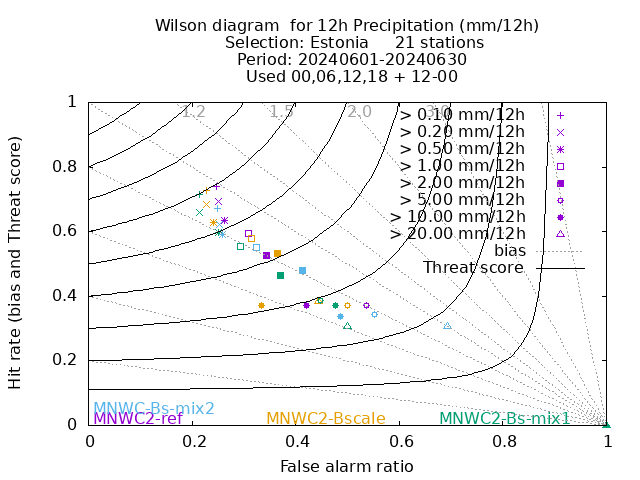 Wilson diagram  for 12h Precipitation (mm/12h)
Selection: Estonia     21 stations
Period: 20240601-20240630
Used 00,06,12,18 + 12-00
Hit rate (bias and Threat score)
1
0.8
0.6
0.4
0.2
0
1.2 1.5 2.0 3.0
> 0.10 mm/12h
> 0.20 mm/12h
> 0.50 mm/12h
> 1.00 mm/12h
> 2.00 mm/12h
> 5.00 mm/12h
> 10.00 mm/12h
> 20.00 mm/12h
bias
Threat score
MNWC-Bs-mix2
MNWC2-ref MNWC2-Bscale MNWC2-Bs-mix1
0 0.2 0.4 0.6 0.8 1
False alarm ratio